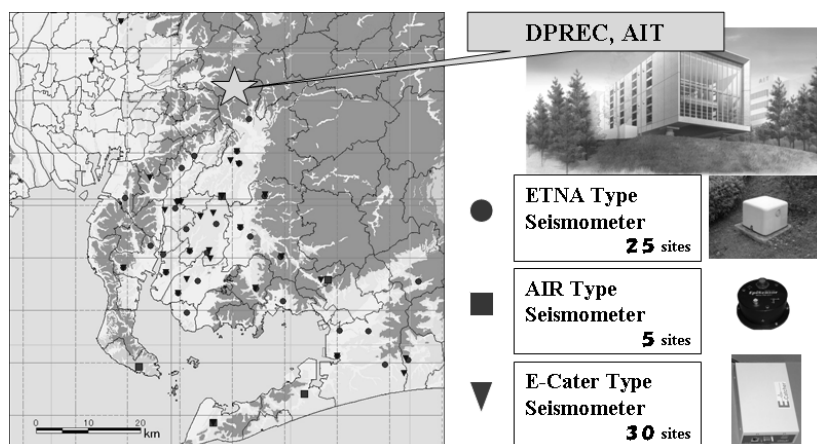 DPREC, AIT
ETNA Type
Seismometer
25 sites
AIR Type
Seismometer
5 sites
E-Cater Type
Seismometer
30 sites
0 10 20
km